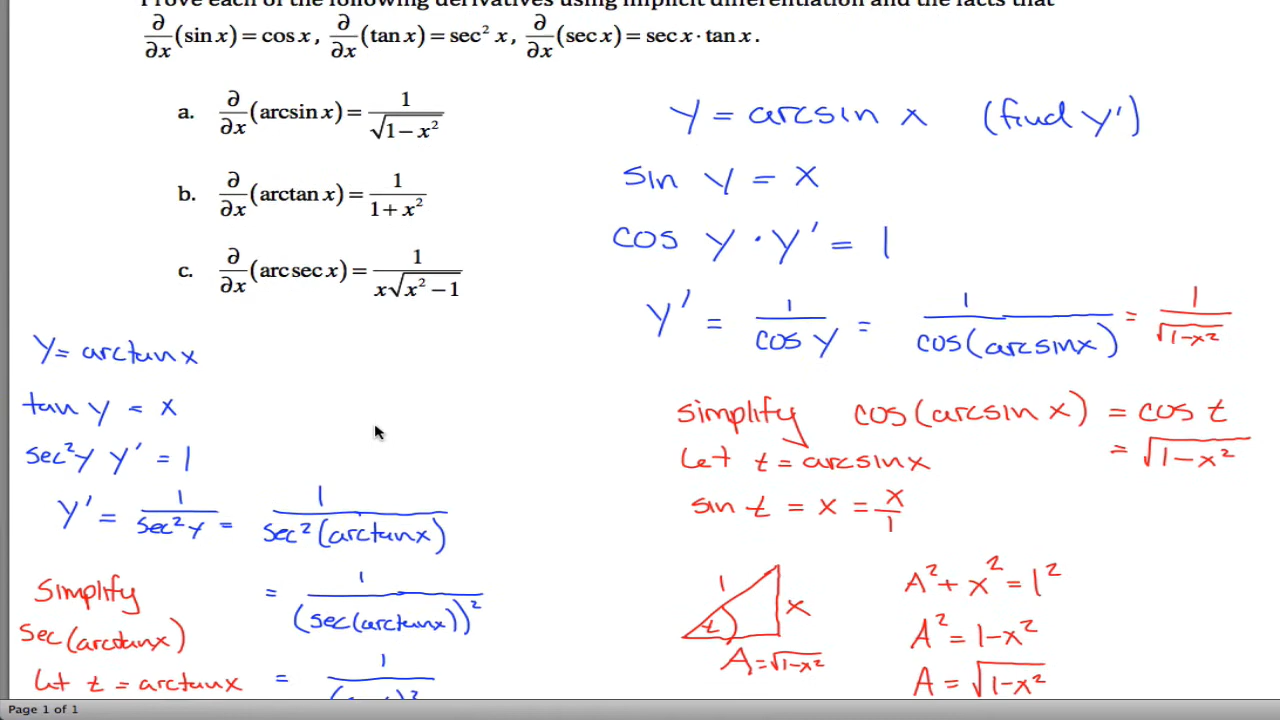 Prove each of the following derivatives using implicit differentiation and the facts that
∂/∂x (sin x) = cos x, ∂/∂x (tan x) = sec² x, ∂/∂x (sec x) = sec x · tan x.
a. ∂/∂x (arcsin x) = 1/√(1 − x²)
b. ∂/∂x (arctan x) = 1/(1 + x²)
c. ∂/∂x (arcsec x) = 1/(x√(x² − 1))
y = arcsin x (find y')
sin y = x
cos y · y' = 1
y' = 1/cos y = 1/cos(arcsin x) = 1/√(1-x²)
simplify cos(arcsin x) = cos t
= √(1-x²)
Let t = arcsin x
sin t = x = x/1
1
x
t
A = √(1-x²)
A² + x² = 1²
A² = 1-x²
A = √(1-x²)
y = arctan x
tan y = x
sec² y y' = 1
y' = 1/sec² y = 1/sec²(arctan x)
= 1/(sec(arctan x))²
= 1
Simplify
sec(arctan x)
Let t = arctan x
Page 1 of 1